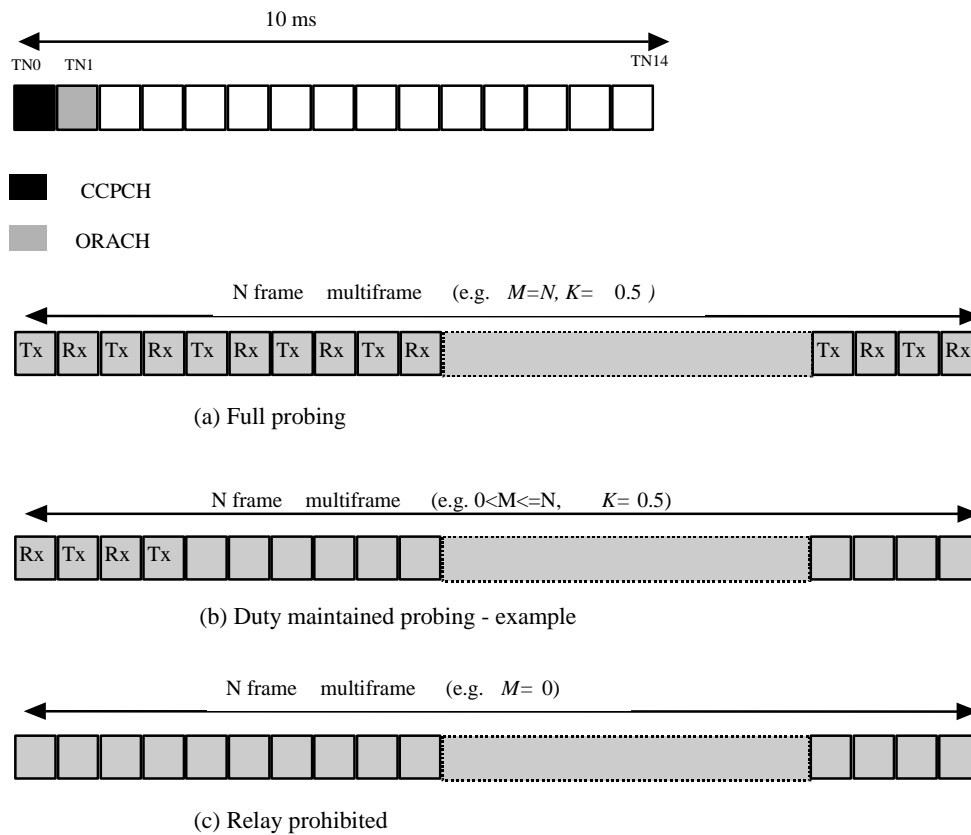 10 ms
TN0 TN1 TN14
CCPCH
ORACH
N frame multiframe (e.g. M=N, K= 0.5 )
Tx Rx Tx Rx Tx Rx Tx Rx Tx Rx Tx Rx Tx Rx
(a) Full probing
N frame multiframe (e.g. 0<M<=N, K= 0.5)
Rx Tx Rx Tx
(b) Duty maintained probing - example
N frame multiframe (e.g. M= 0)
(c) Relay prohibited